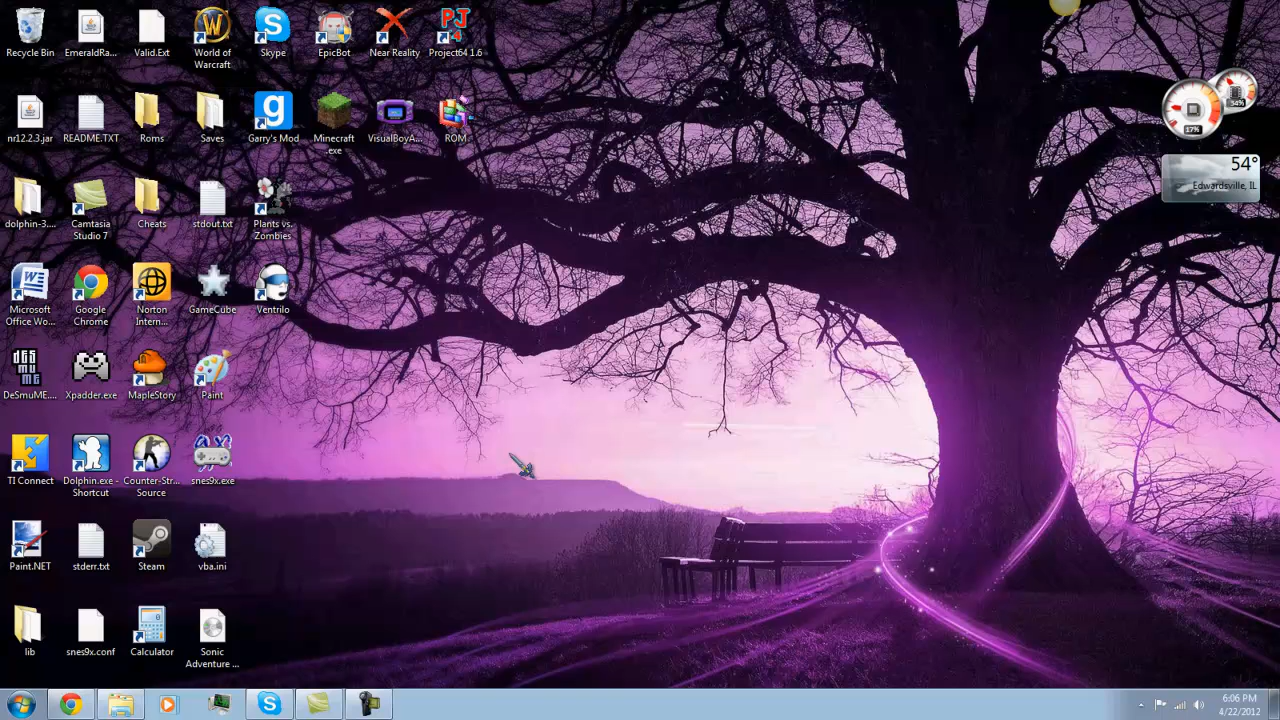 Recycle Bin
EmeraldRa...
Valid.Ext
World of
Warcraft
Skype
EpicBot
Near Reality
PJ
64
Project64 1.6
nr12.2.3.jar
README.TXT
Roms
Saves
g
Garry's Mod
Minecraft
.exe
VisualBoyA...
ROM
34%
17%
54°
Edwardsville, IL
dolphin-3....
Camtasia
Studio 7
Cheats
stdout.txt
Plants vs.
Zombies
Microsoft
Office Wo...
Google
Chrome
Norton
Intern...
GameCube
Ventrilo
DeSmuME....
Xpadder.exe
MapleStory
Paint
TI Connect
Dolphin.exe -
Shortcut
Counter-Str...
Source
snes9x.exe
Paint.NET
stderr.txt
Steam
vba.ini
lib
snes9x.conf
Calculator
Sonic
Adventure ...
6:06 PM
4/22/2012